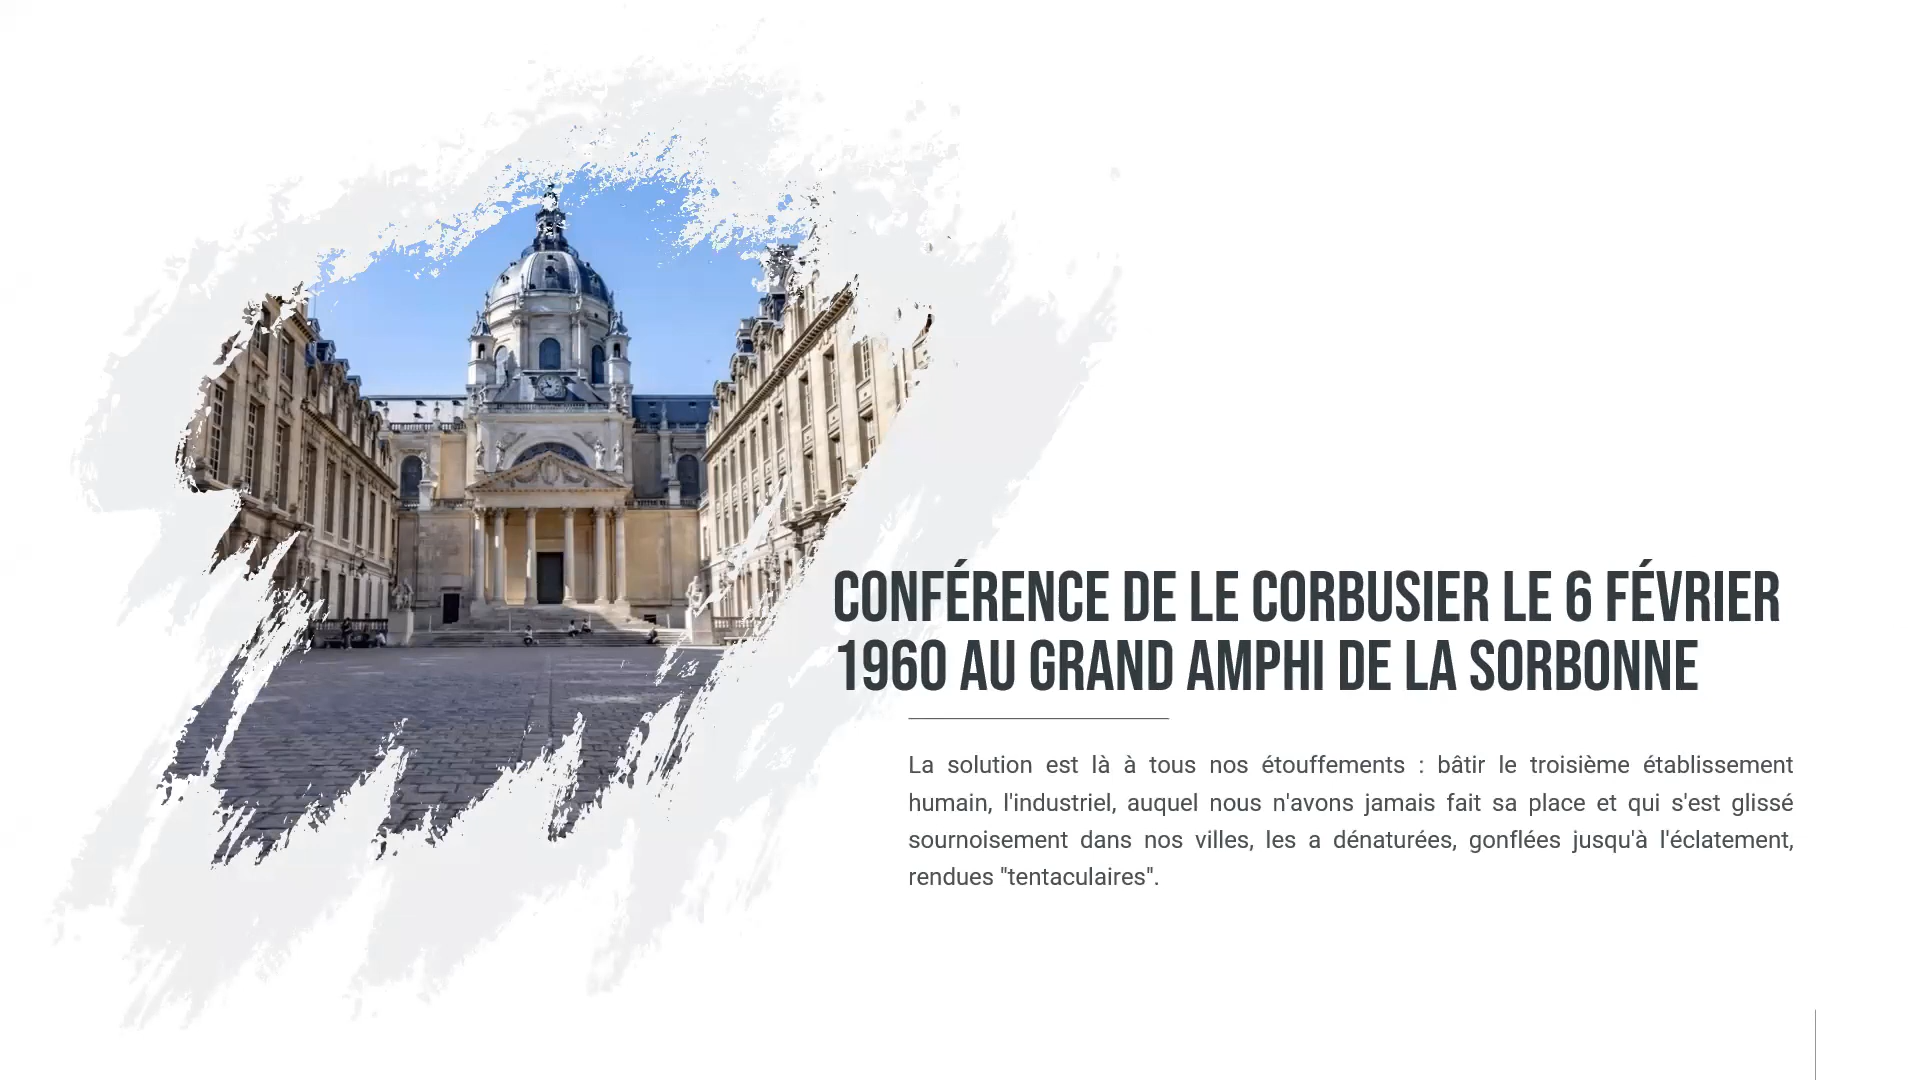 CONFÉRENCE DE LE CORBUSIER LE 6 FÉVRIER
1960 AU GRAND AMPHI DE LA SORBONNE
La solution est là à tous nos étouffements : bâtir le troisième établissement
humain, l'industriel, auquel nous n'avons jamais fait sa place et qui s'est glissé
sournoisement dans nos villes, les a dénaturées, gonflées jusqu'à l'éclatement,
rendues "tentaculaires".